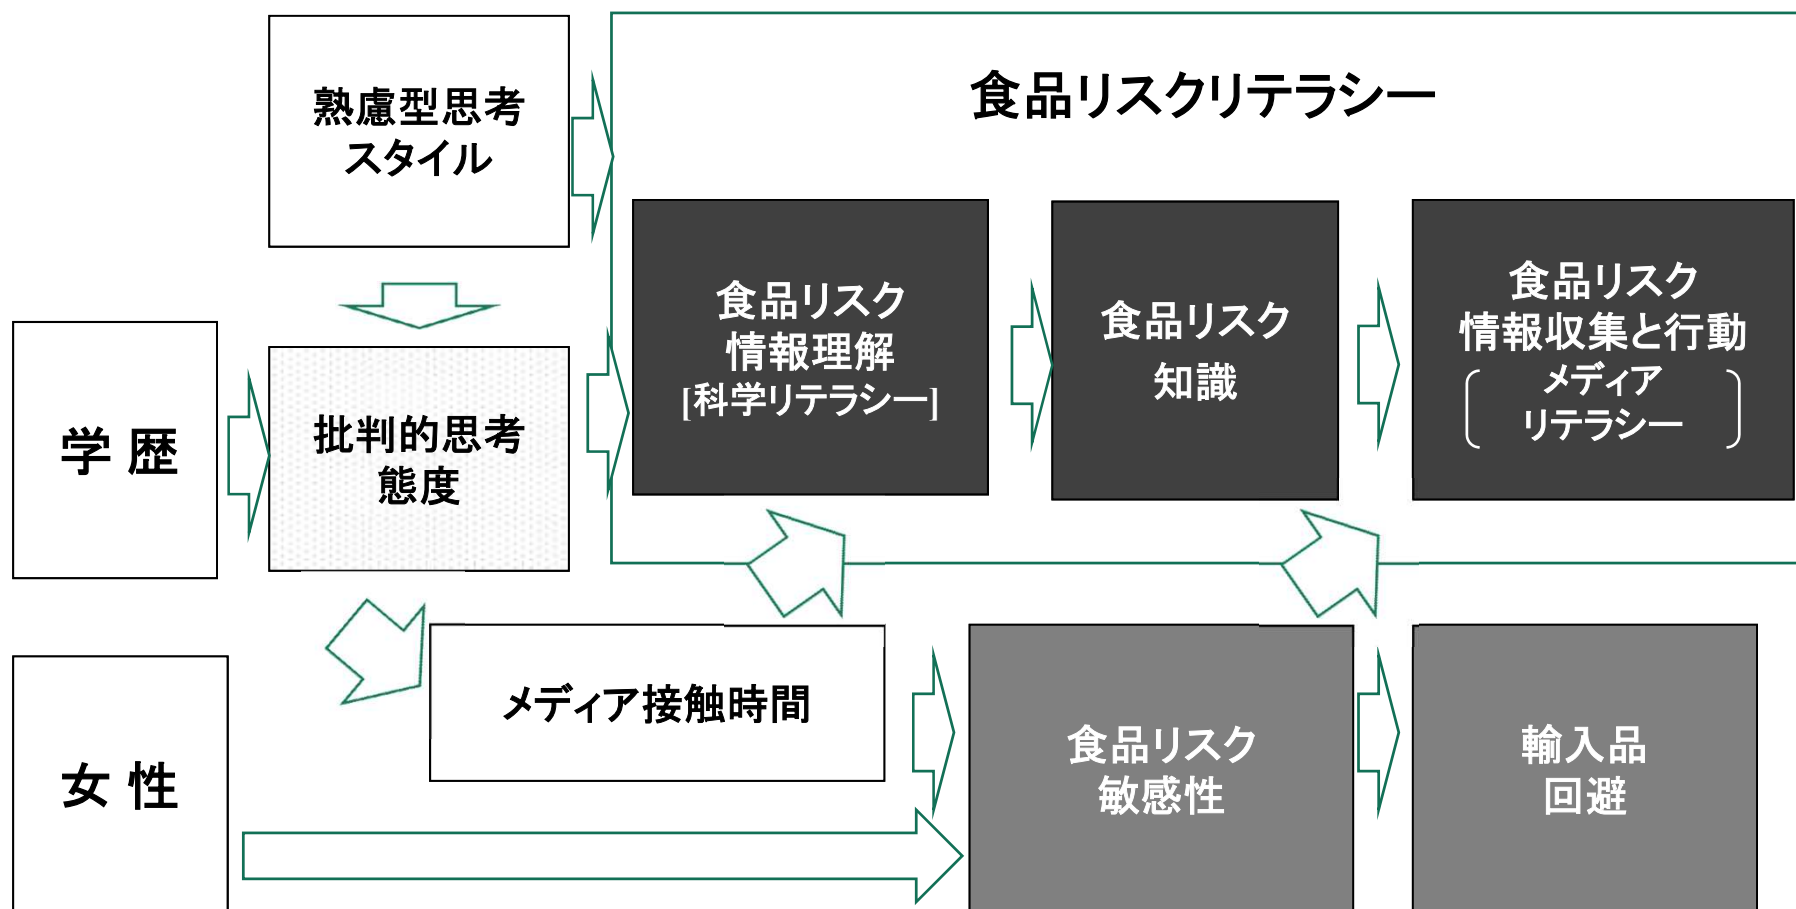 熟慮型思考
スタイル
食品リスクリテラシー
食品リスク
情報理解
[科学リテラシー]
食品リスク
知識
食品リスク
情報収集と行動
メディア
リテラシー
学 歴
批判的思考
態度
メディア接触時間
女 性
食品リスク
敏感性
輸入品
回避